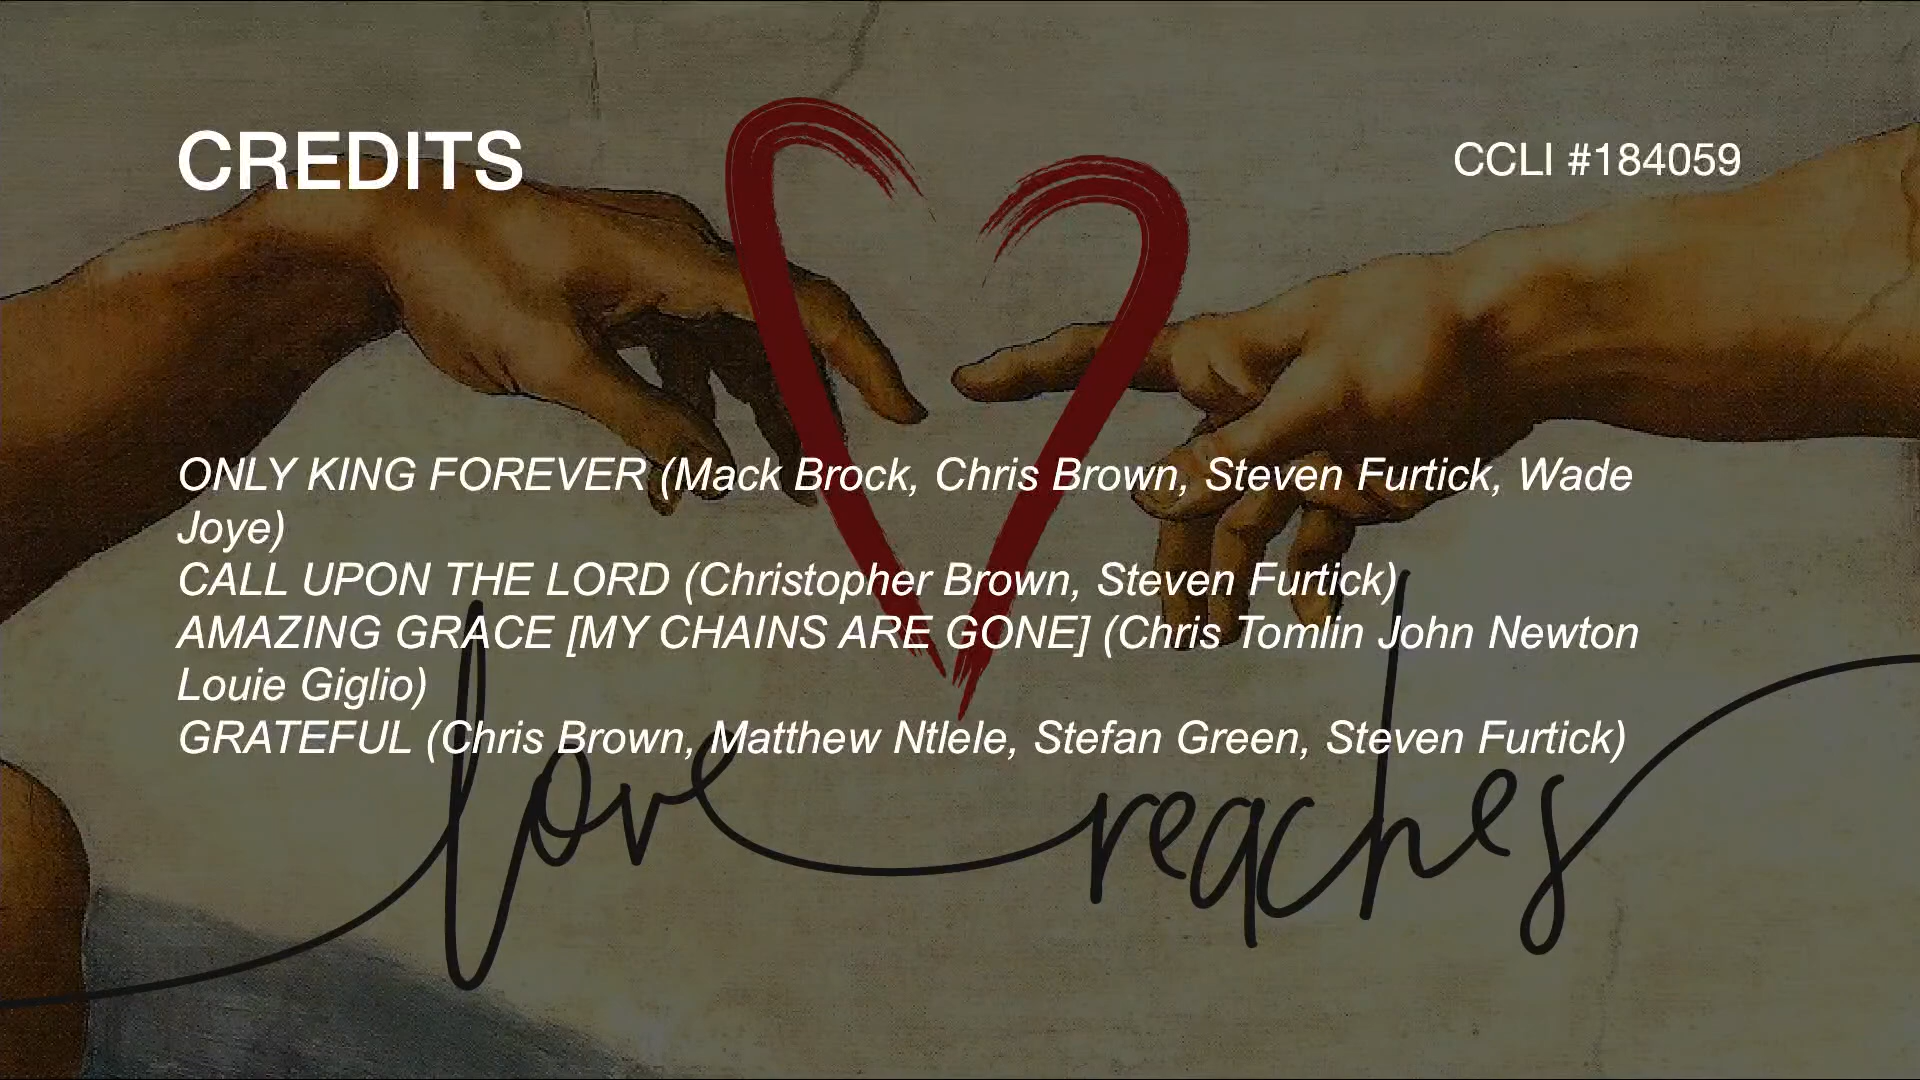 CREDITS
CCLI #184059
ONLY KING FOREVER (Mack Brock, Chris Brown, Steven Furtick, Wade
Joye)
CALL UPON THE LORD (Christopher Brown, Steven Furtick)
AMAZING GRACE [MY CHAINS ARE GONE] (Chris Tomlin John Newton
Louie Giglio)
GRATEFUL (Chris Brown, Matthew Ntlele, Stefan Green, Steven Furtick)
love reaches